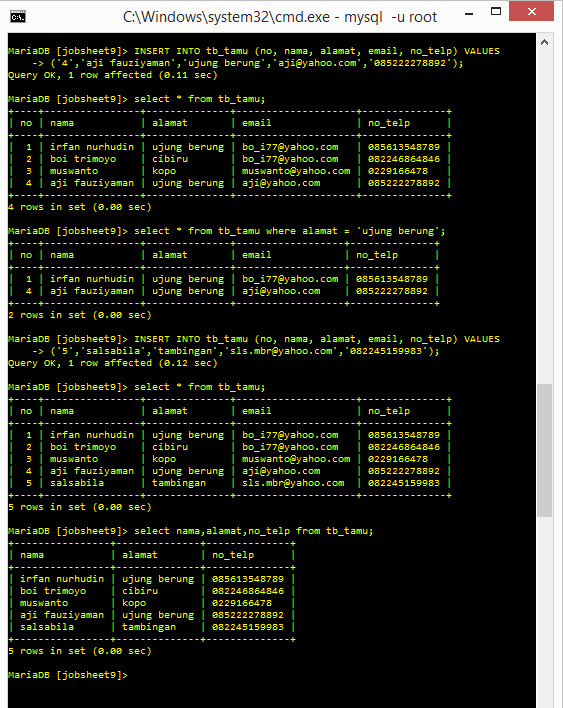 C:\Windows\system32\cmd.exe - mysql  -u root
MariaDB [jobsheet9]> INSERT INTO tb_tamu (no, nama, alamat, email, no_telp) VALUES
    -> ('4','aji fauziyaman','ujung berung','aji@yahoo.com','085222278892');
Query OK, 1 row affected (0.11 sec)

MariaDB [jobsheet9]> select * from tb_tamu;
+----+----------------+--------------+--------------------+--------------+
| no | nama           | alamat       | email              | no_telp      |
+----+----------------+--------------+--------------------+--------------+
|  1 | irfan nurhudin | ujung berung | bo_i77@yahoo.com   | 085613548789 |
|  2 | boi trimoyo    | cibiru       | bo_i77@yahoo.com   | 082246864846 |
|  3 | muswanto       | kopo         | muswanto@yahoo.com | 0229166478   |
|  4 | aji fauziyaman | ujung berung | aji@yahoo.com      | 085222278892 |
+----+----------------+--------------+--------------------+--------------+
4 rows in set (0.00 sec)

MariaDB [jobsheet9]> select * from tb_tamu where alamat = 'ujung berung';
+----+----------------+--------------+------------------+--------------+
| no | nama           | alamat       | email            | no_telp      |
+----+----------------+--------------+------------------+--------------+
|  1 | irfan nurhudin | ujung berung | bo_i77@yahoo.com | 085613548789 |
|  4 | aji fauziyaman | ujung berung | aji@yahoo.com    | 085222278892 |
+----+----------------+--------------+------------------+--------------+
2 rows in set (0.00 sec)

MariaDB [jobsheet9]> INSERT INTO tb_tamu (no, nama, alamat, email, no_telp) VALUES
    -> ('5','salsabila','tambingan','sls.mbr@yahoo.com','082245159983');
Query OK, 1 row affected (0.12 sec)

MariaDB [jobsheet9]> select * from tb_tamu;
+----+----------------+--------------+--------------------+--------------+
| no | nama           | alamat       | email              | no_telp      |
+----+----------------+--------------+--------------------+--------------+
|  1 | irfan nurhudin | ujung berung | bo_i77@yahoo.com   | 085613548789 |
|  2 | boi trimoyo    | cibiru       | bo_i77@yahoo.com   | 082246864846 |
|  3 | muswanto       | kopo         | muswanto@yahoo.com | 0229166478   |
|  4 | aji fauziyaman | ujung berung | aji@yahoo.com      | 085222278892 |
|  5 | salsabila      | tambingan    | sls.mbr@yahoo.com  | 082245159983 |
+----+----------------+--------------+--------------------+--------------+
5 rows in set (0.00 sec)

MariaDB [jobsheet9]> select nama,alamat,no_telp from tb_tamu;
+----------------+--------------+--------------+
| nama           | alamat       | no_telp      |
+----------------+--------------+--------------+
| irfan nurhudin | ujung berung | 085613548789 |
| boi trimoyo    | cibiru       | 082246864846 |
| muswanto       | kopo         | 0229166478   |
| aji fauziyaman | ujung berung | 085222278892 |
| salsabila      | tambingan    | 082245159983 |
+----------------+--------------+--------------+
5 rows in set (0.00 sec)

MariaDB [jobsheet9]>